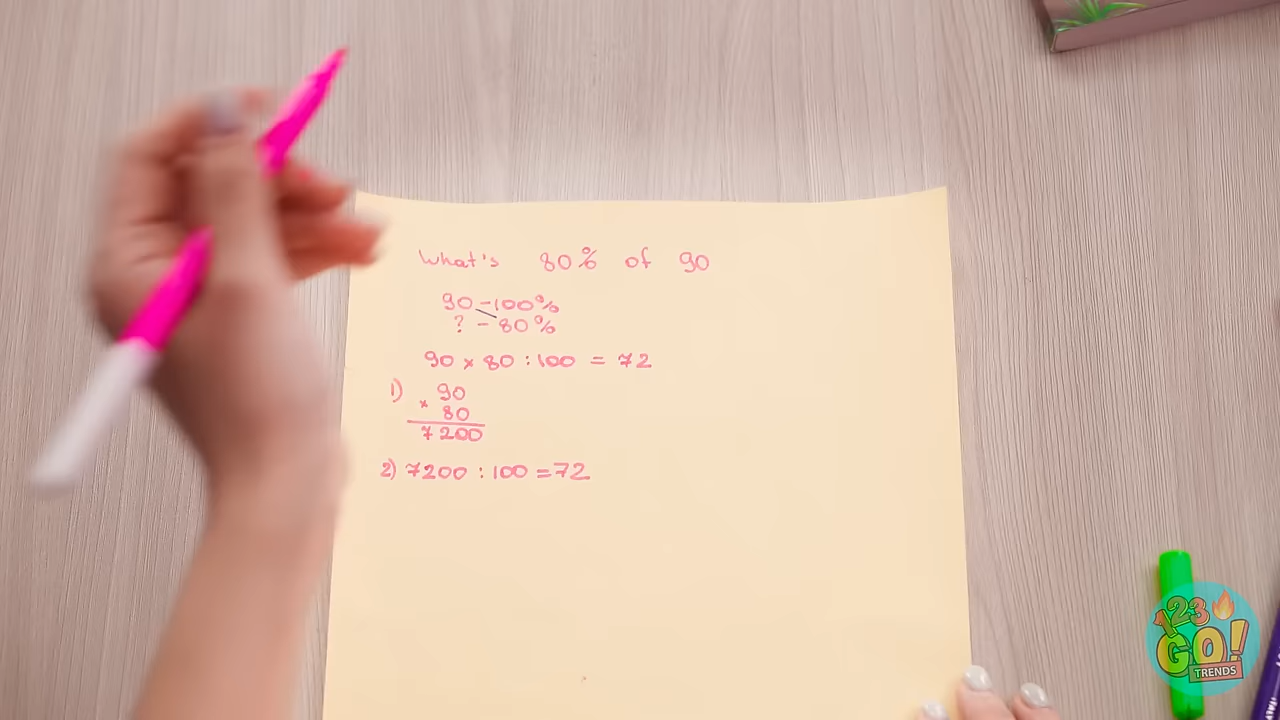 What's 80% of 90
90 - 100%
? - 80%
90 x 80 : 100 = 72
1) 90
x 80
7200
2) 7200 : 100 = 72
123
GO!
TRENDS